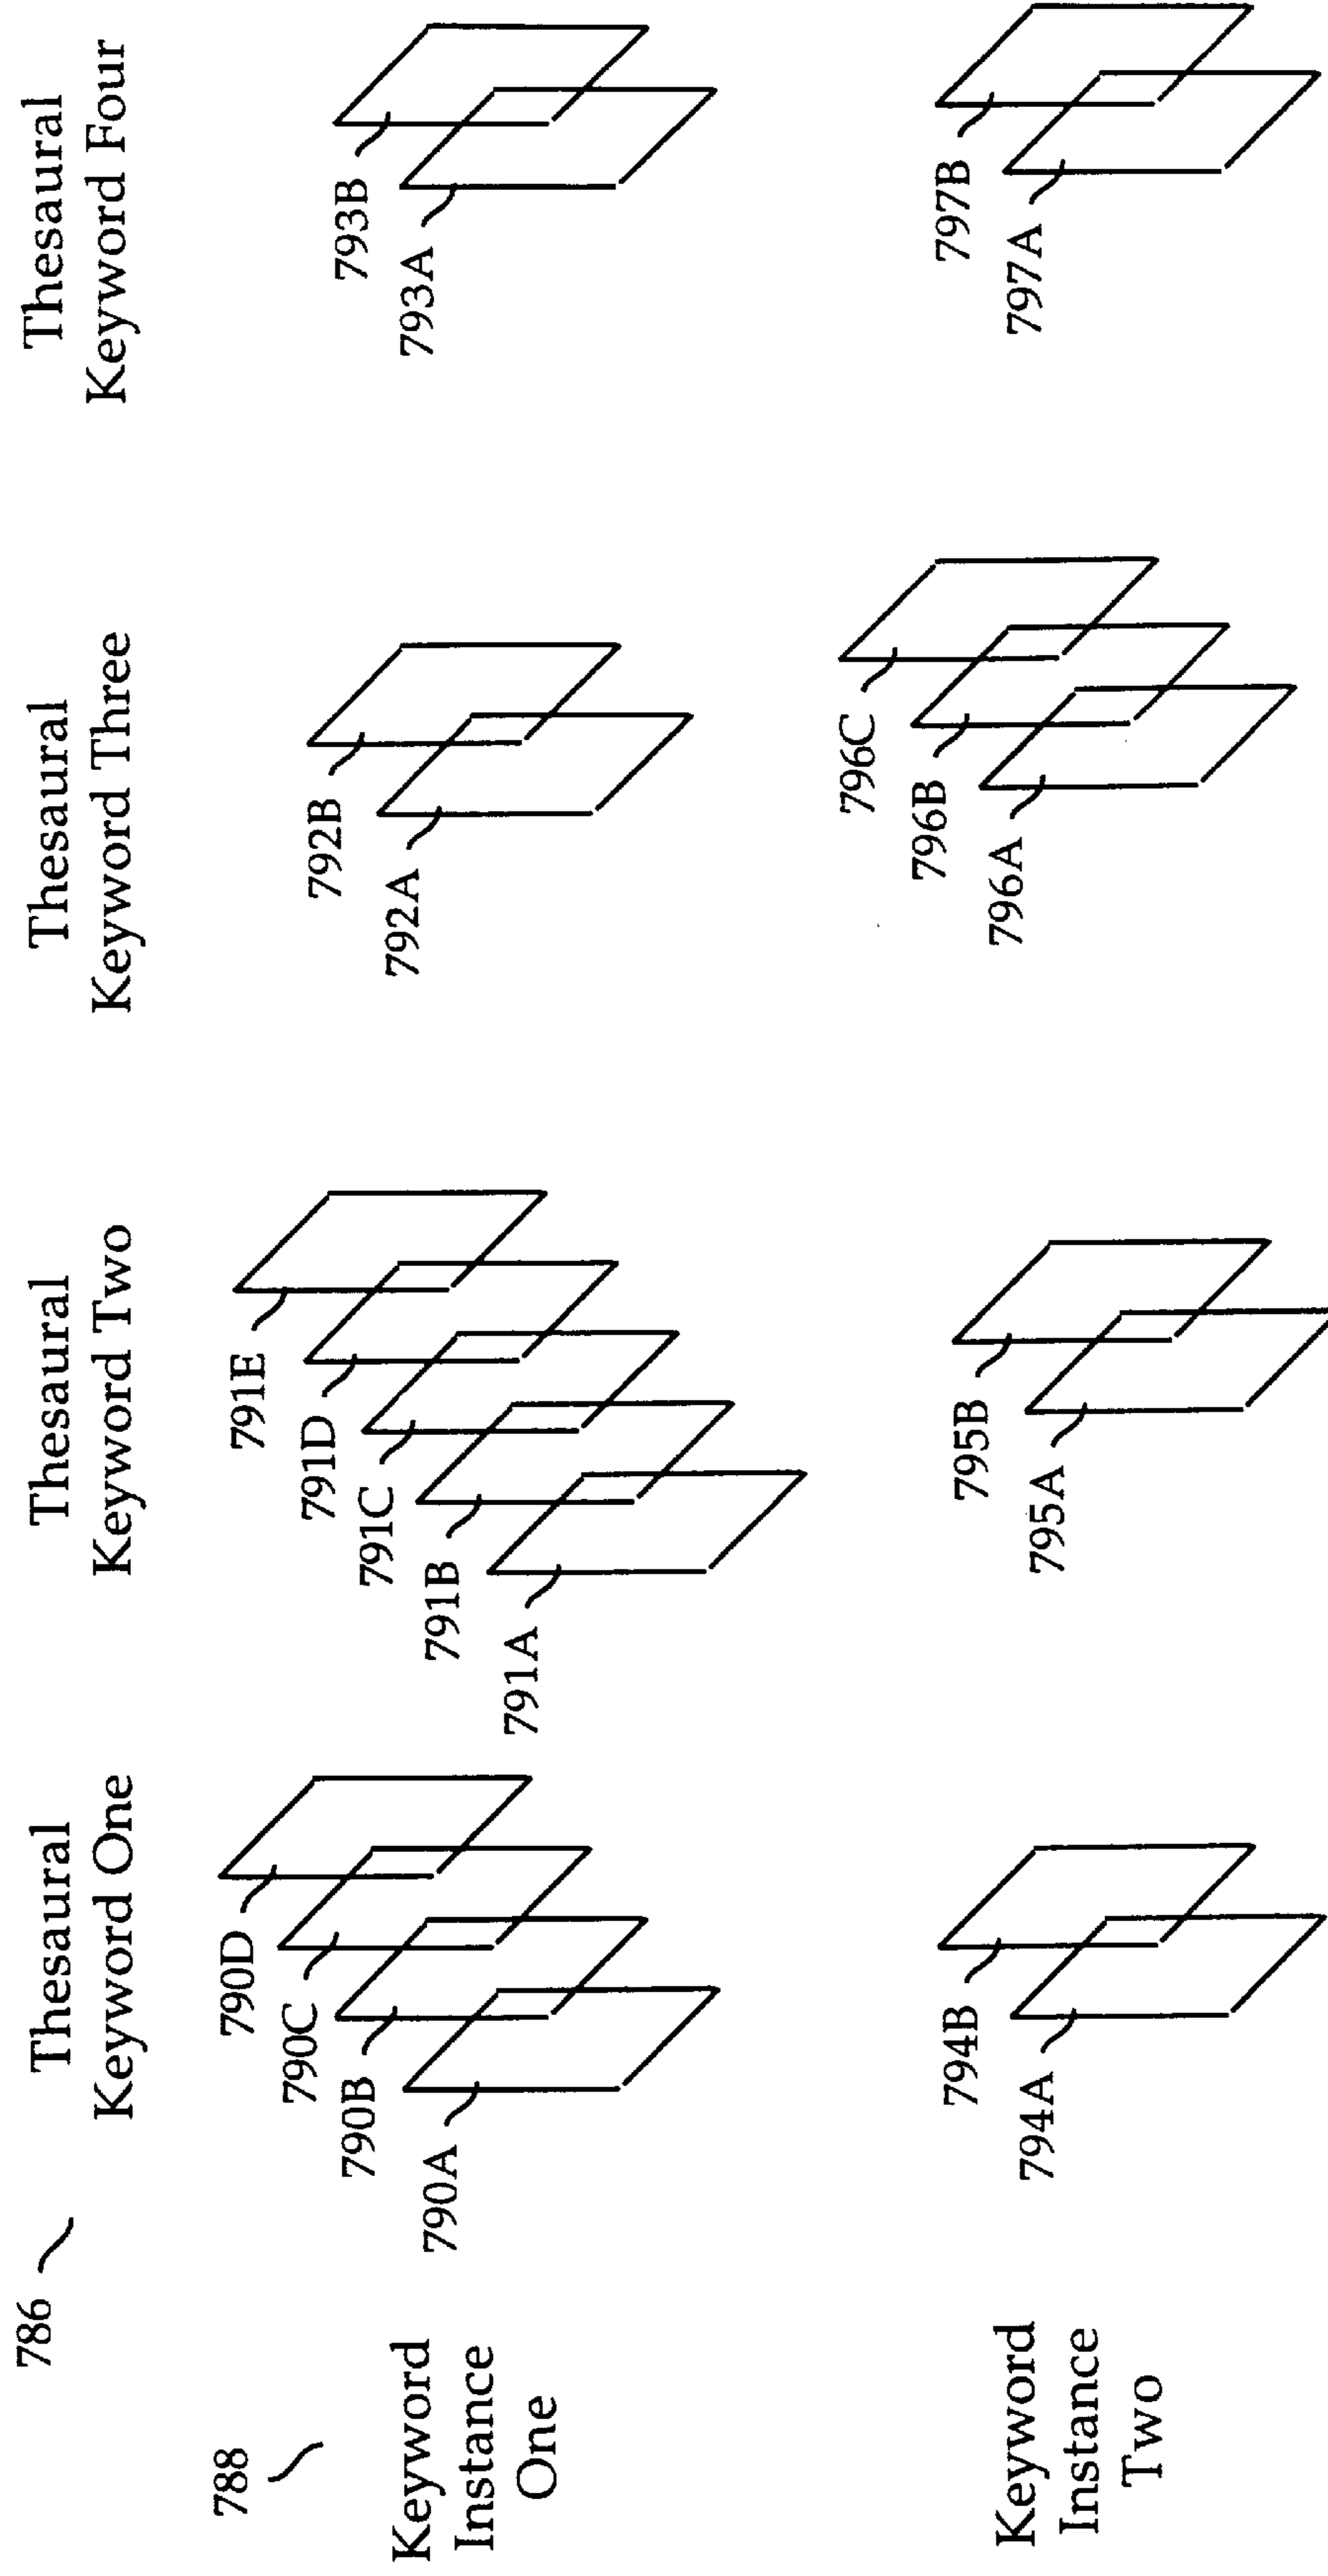 786
Thesaural
Keyword One
Thesaural
Keyword Two
Thesaural
Keyword Three
Thesaural
Keyword Four
788
Keyword
Instance
One
790D
790C
790B
790A
791E
791D
791C
791B
791A
792B
792A
793B
793A
Keyword
Instance
Two
794B
794A
795B
795A
796C
796B
796A
797B
797A